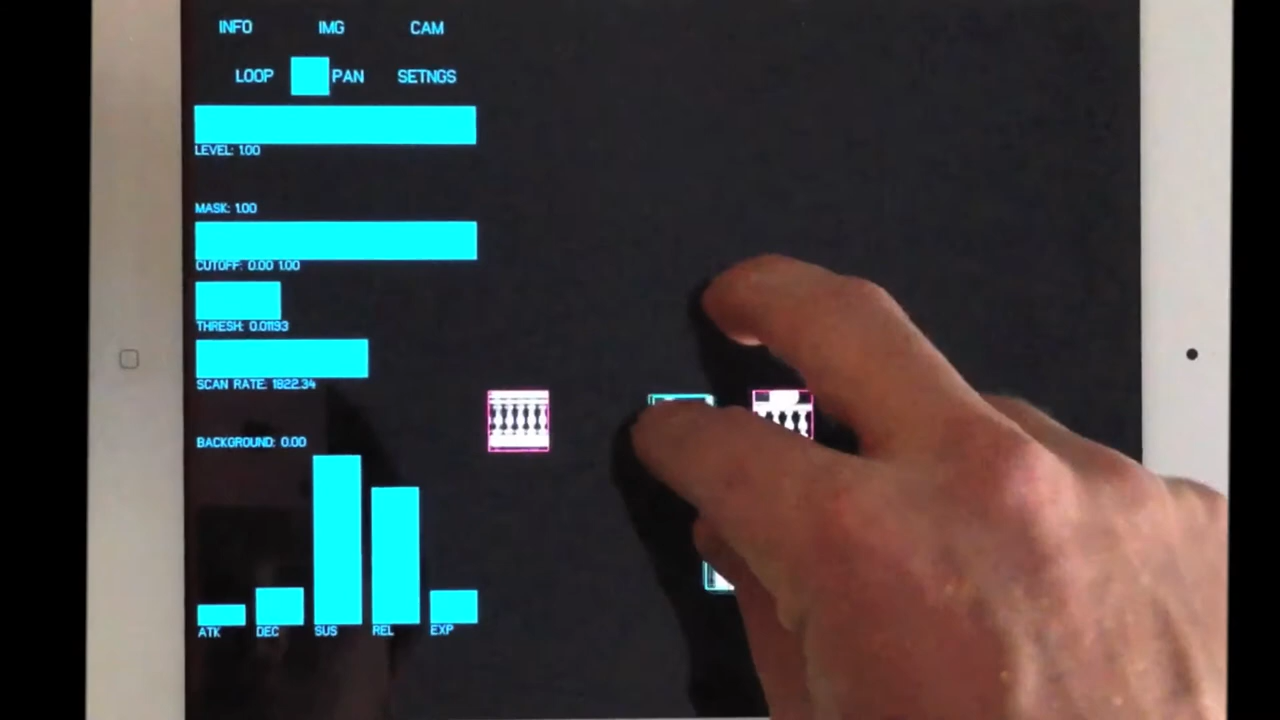 INFO IMG CAM
LOOP PAN SETNGS
LEVEL: 1.00
MASK: 1.00
CUTOFF: 0.00 1.00
THRESH: 0.01193
SCAN RATE: 1822.34
BACKGROUND: 0.00
ATK DEC SUS REL EXP